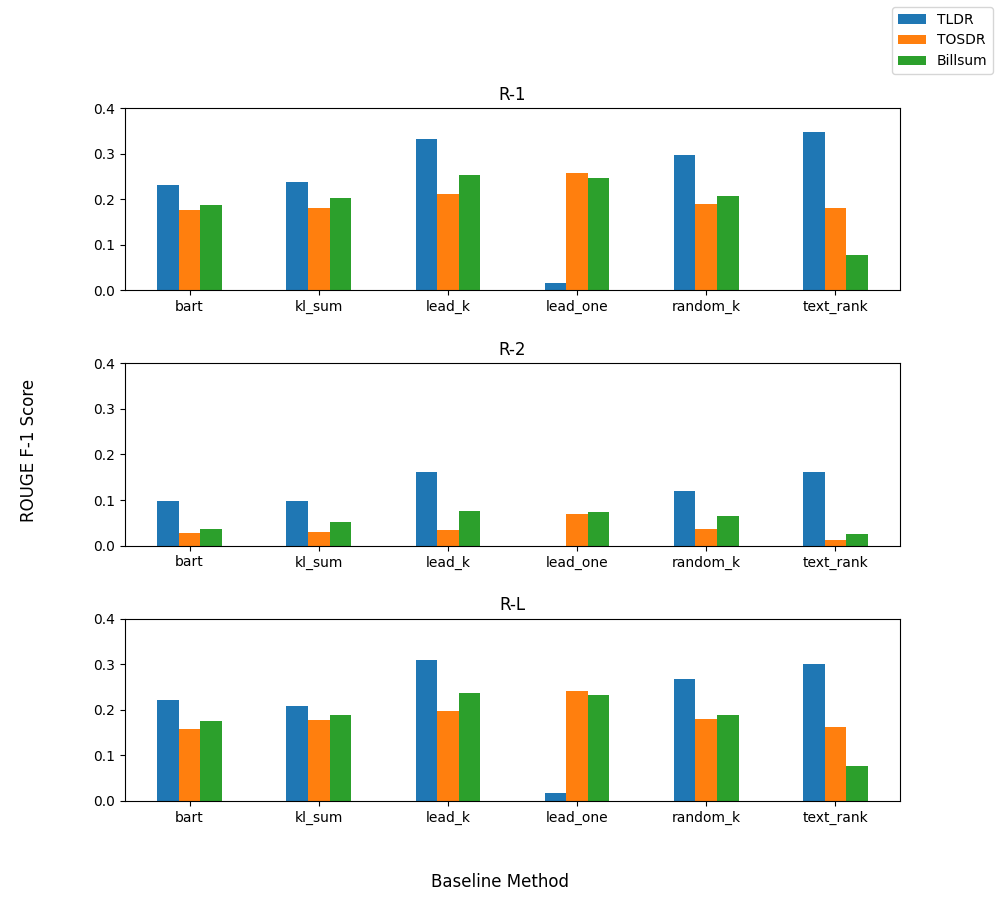 TLDR
TOSDR
Billsum
R-1
0.4
0.3
0.2
0.1
0.0
bart kl_sum lead_k lead_one random_k text_rank
R-2
0.4
0.3
0.2
0.1
0.0
bart kl_sum lead_k lead_one random_k text_rank
ROUGE F-1 Score
R-L
0.4
0.3
0.2
0.1
0.0
bart kl_sum lead_k lead_one random_k text_rank
Baseline Method